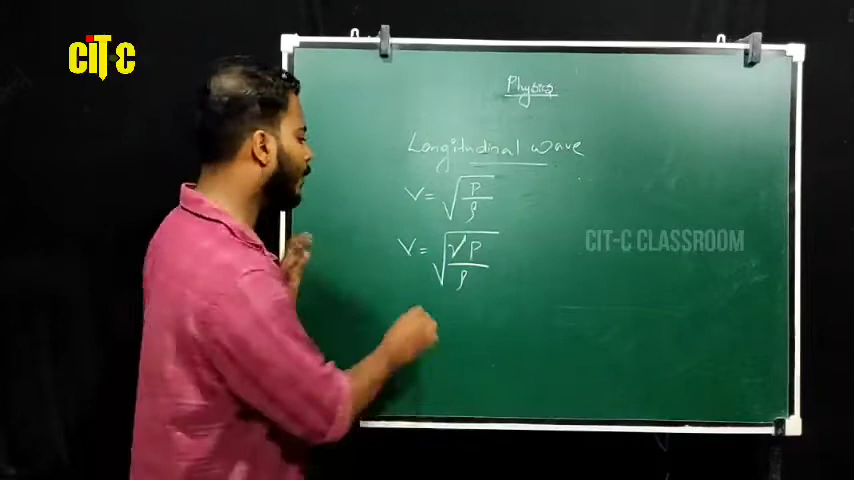 CITC
Physics
Longitudinal wave
V = √P/ρ
V = √γP/ρ
CIT-C CLASSROOM